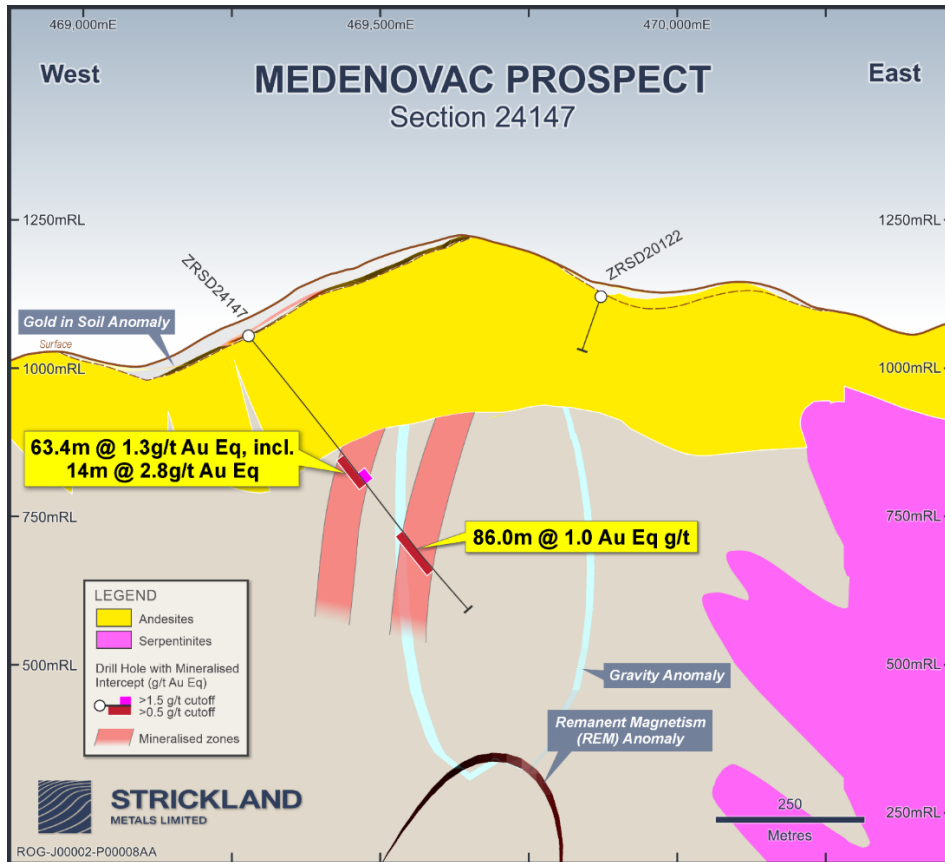 469,000mE
469,500mE
470,000mE
West
MEDENOVAC PROSPECT
East
Section 24147
1250mRL
1250mRL
ZRSD24147
ZRSD20122
Gold in Soil Anomaly
Surface
1000mRL
1000mRL
63.4m @ 1.3g/t Au Eq, incl.
14m @ 2.8g/t Au Eq
750mRL
750mRL
86.0m @ 1.0 Au Eq g/t
LEGEND
Andesites
Serpentinites
Drill Hole with Mineralised
Intercept (g/t Au Eq)
>1.5 g/t cutoff
>0.5 g/t cutoff
Mineralised zones
500mRL
500mRL
Gravity Anomaly
Remanent Magnetism
(REM) Anomaly
STRICKLAND
METALS LIMITED
250
Metres
250mRL
ROG-J00002-P00008AA